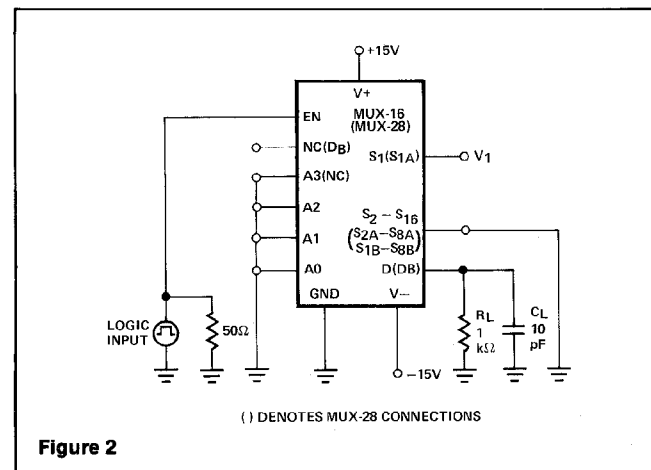 +15V
V+
EN
MUX-16
(MUX-28)
NC(DB)
S1(S1A)
V1
A3(NC)
A2
S2 – S16
(S2A–S8A)
(S1B–S8B)
A1
A0
D(DB)
GND
V–
LOGIC
INPUT
50Ω
RL
1
kΩ
CL
10
pF
–15V
( ) DENOTES MUX-28 CONNECTIONS
Figure 2